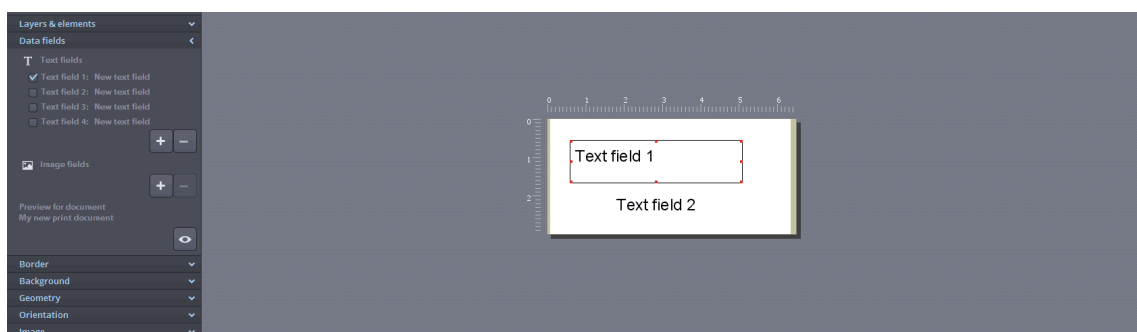 Layers & elements
Data fields
T Text fields
Text field 1: New text field
Text field 2: New text field
Text field 3: New text field
Text field 4: New text field
+ −
Image fields
+ −
Preview for document
My new print document
Border
Background
Geometry
Orientation
Image
0 1 2 3 4 5 6
0
1
2
Text field 1
Text field 2